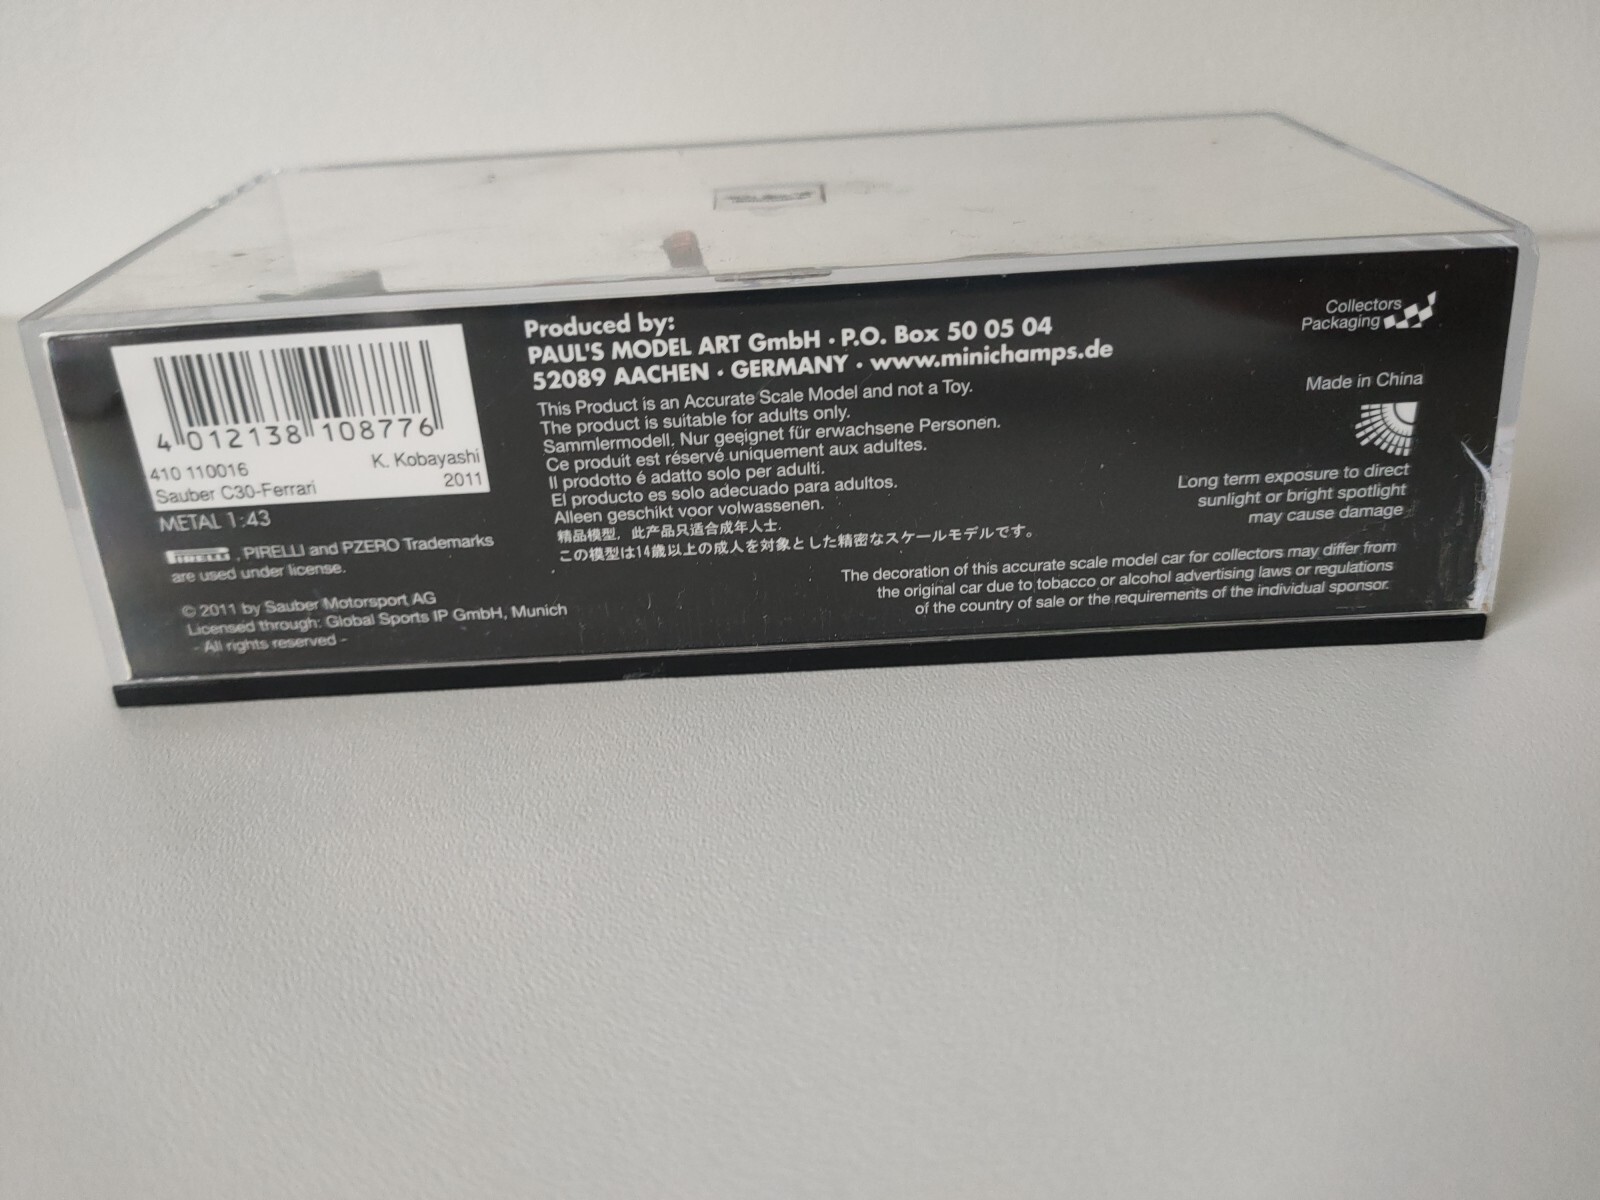 4 012138 108776
410 110016 K. Kobayashi
Sauber C30-Ferrari 2011
METAL 1:43
PIRELLI, PIRELLI and PZERO Trademarks
are used under license.
© 2011 by Sauber Motorsport AG
Licensed through: Global Sports IP GmbH, Munich
- All rights reserved -
Produced by:
PAUL'S MODEL ART GmbH · P.O. Box 50 05 04
52089 AACHEN · GERMANY · www.minichamps.de
This Product is an Accurate Scale Model and not a Toy.
The product is suitable for adults only.
Sammlermodell. Nur geeignet für erwachsene Personen.
Ce produit est réservé uniquement aux adultes.
Il prodotto é adatto solo per adulti.
El producto es solo adecuado para adultos.
Alleen geschikt voor volwassenen.
精品模型，此产品只适合成年人士.
この模型は14歳以上の成人を対象とした精密なスケールモデルです。
Collectors
Packaging
Made in China
Long term exposure to direct
sunlight or bright spotlight
may cause damage
The decoration of this accurate scale model car for collectors may differ from
the original car due to tobacco or alcohol advertising laws or regulations
of the country of sale or the requirements of the individual sponsor.